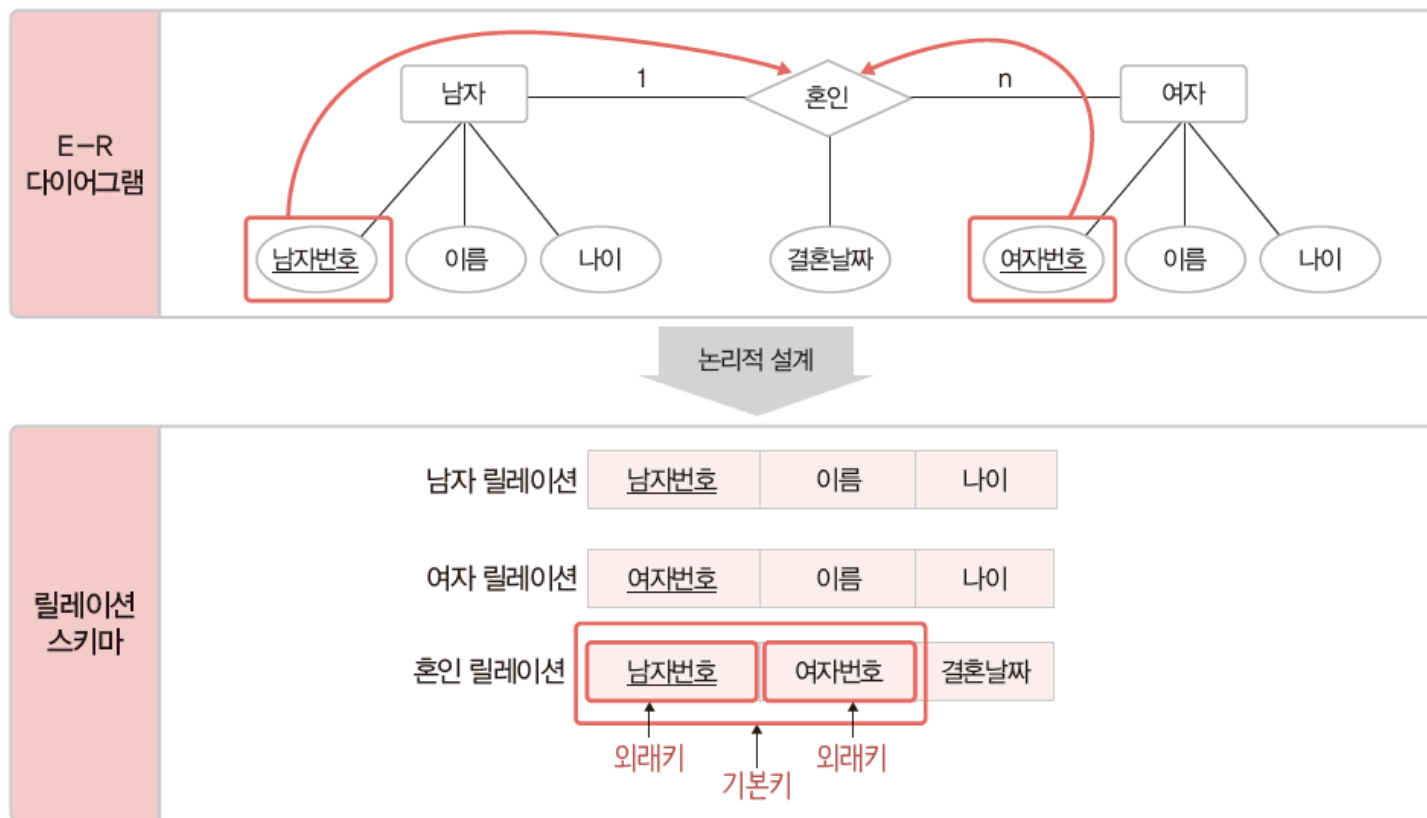 E-R
다이어그램
남자
1
혼인
n
여자
남자번호
이름
나이
결혼날짜
여자번호
이름
나이
논리적 설계
릴레이션
스키마
남자 릴레이션 남자번호 이름 나이
여자 릴레이션 여자번호 이름 나이
혼인 릴레이션 남자번호 여자번호 결혼날짜
외래키
기본키
외래키